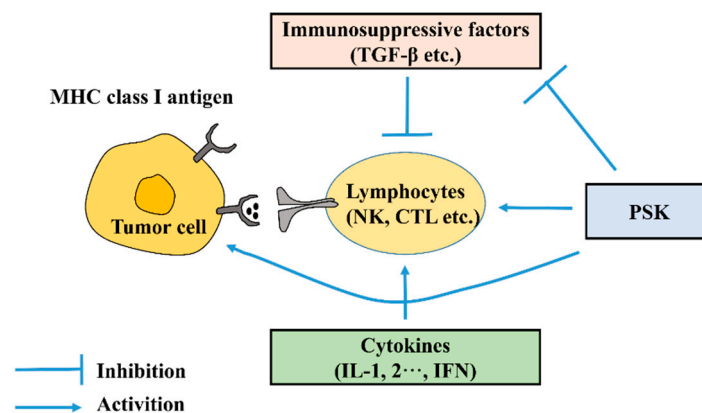 Immunosuppressive factors
(TGF-β etc.)
MHC class I antigen
Lymphocytes
(NK, CTL etc.)
PSK
Tumor cell
Cytokines
(IL-1, 2···, IFN)
Inhibition
Activition